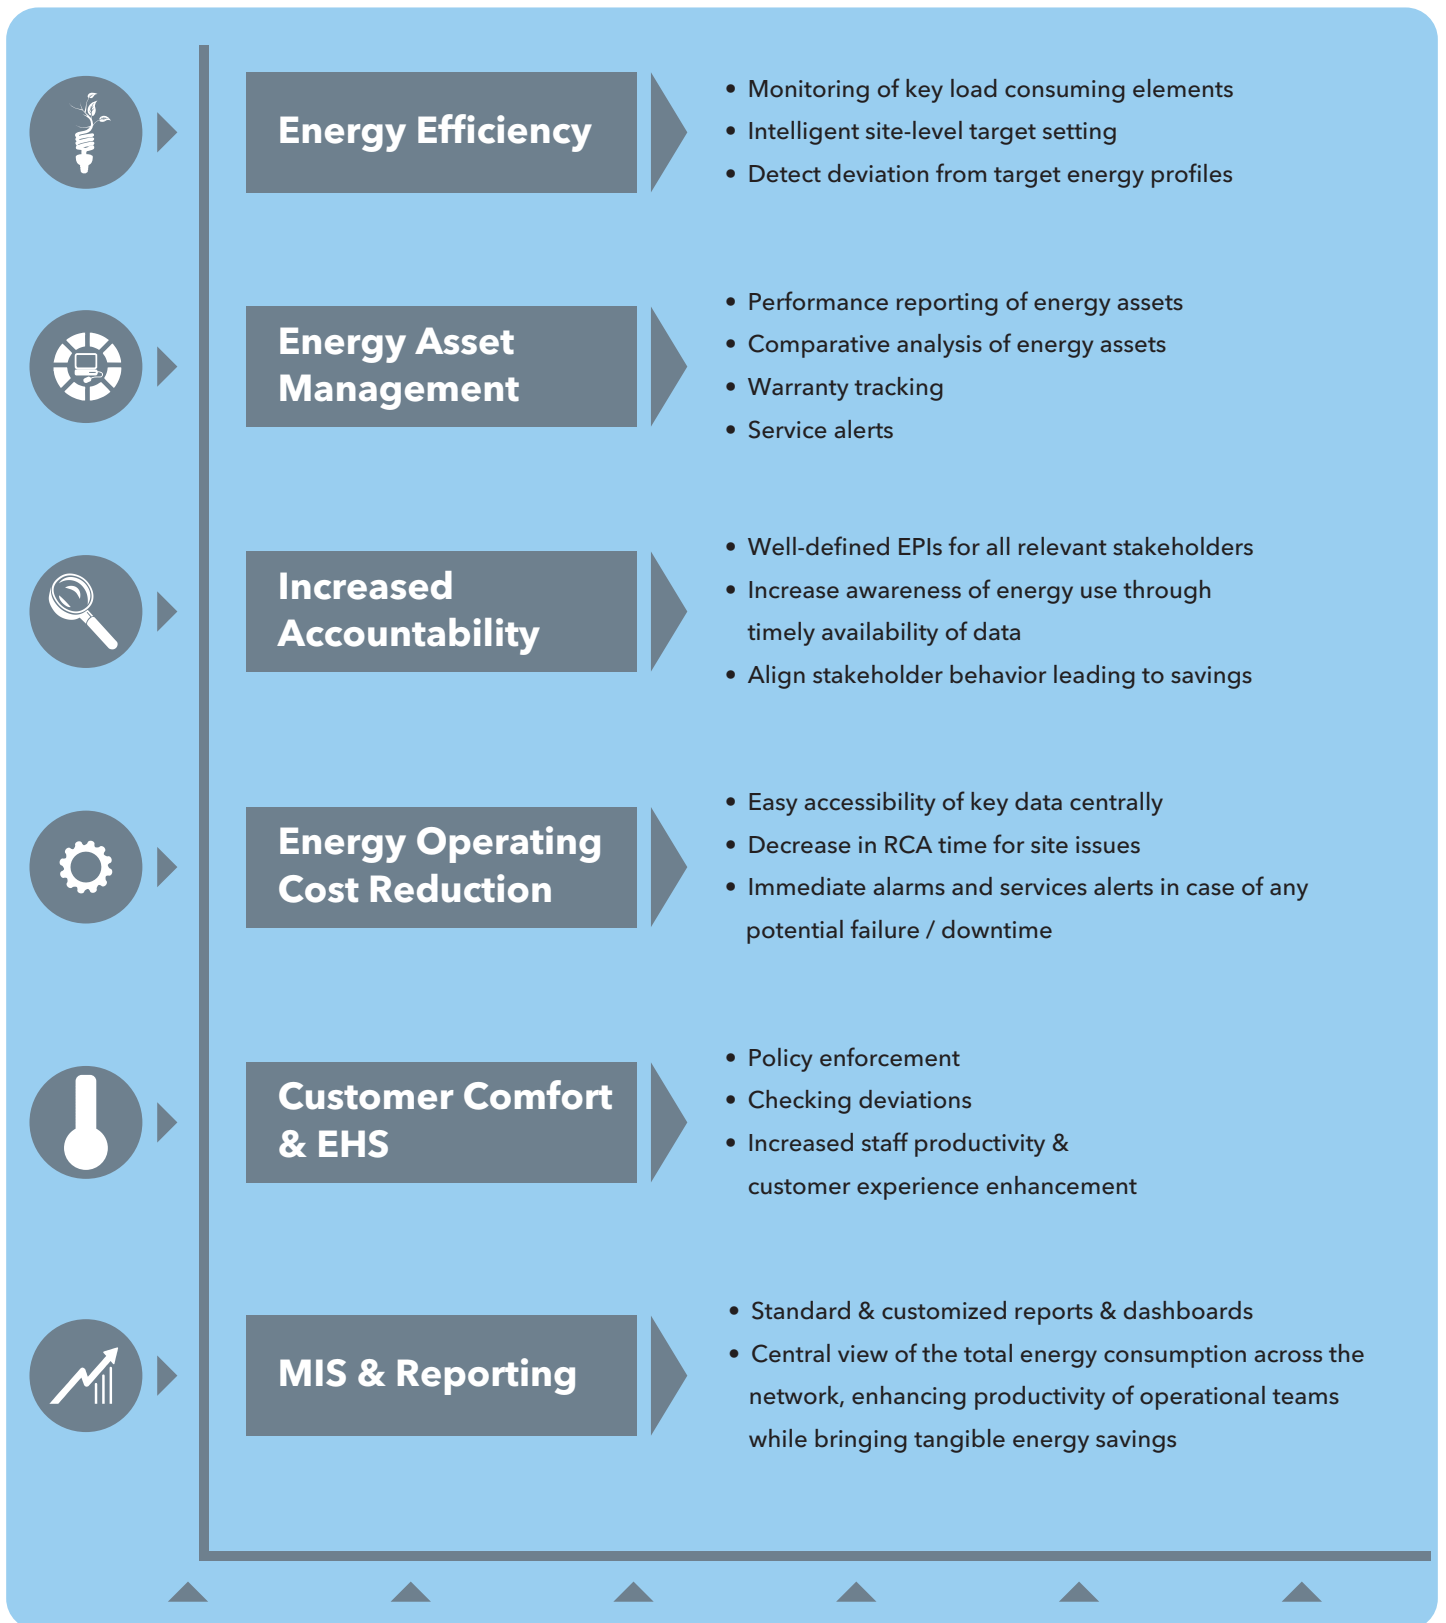 Energy Efficiency
• Monitoring of key load consuming elements
• Intelligent site-level target setting
• Detect deviation from target energy profiles
Energy Asset
Management
• Performance reporting of energy assets
• Comparative analysis of energy assets
• Warranty tracking
• Service alerts
Increased
Accountability
• Well-defined EPIs for all relevant stakeholders
• Increase awareness of energy use through
timely availability of data
• Align stakeholder behavior leading to savings
Energy Operating
Cost Reduction
• Easy accessibility of key data centrally
• Decrease in RCA time for site issues
• Immediate alarms and services alerts in case of any
potential failure / downtime
Customer Comfort
& EHS
• Policy enforcement
• Checking deviations
• Increased staff productivity &
customer experience enhancement
MIS & Reporting
• Standard & customized reports & dashboards
• Central view of the total energy consumption across the
network, enhancing productivity of operational teams
while bringing tangible energy savings